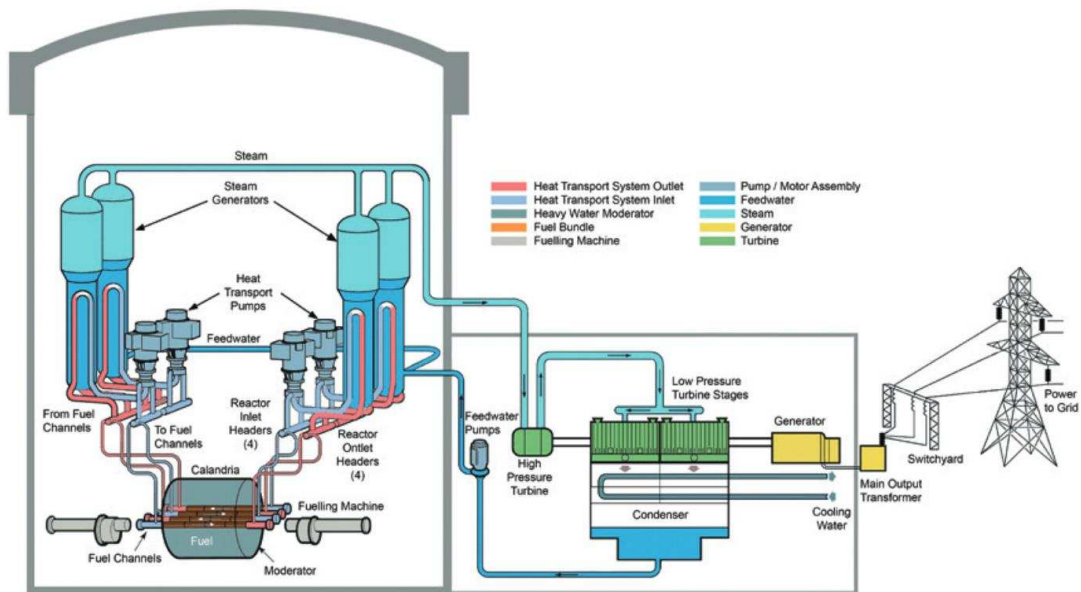 Steam
Steam
Generators
Heat Transport System Outlet
Heat Transport System Inlet
Heavy Water Moderator
Fuel Bundle
Fuelling Machine
Pump / Motor Assembly
Feedwater
Steam
Generator
Turbine
Heat
Transport
Pumps
Feedwater
From Fuel
Channels
To Fuel
Channels
Reactor
Inlet
Headers
(4)
Reactor
Ontlet
Headers
(4)
Calandria
Fuelling Machine
Fuel Channels
Fuel
Moderator
Feedwater
Pumps
High
Pressure
Turbine
Low Pressure
Turbine Stages
Generator
Condenser
Cooling
Water
Main Output
Transformer
Switchyard
Power
to Grid